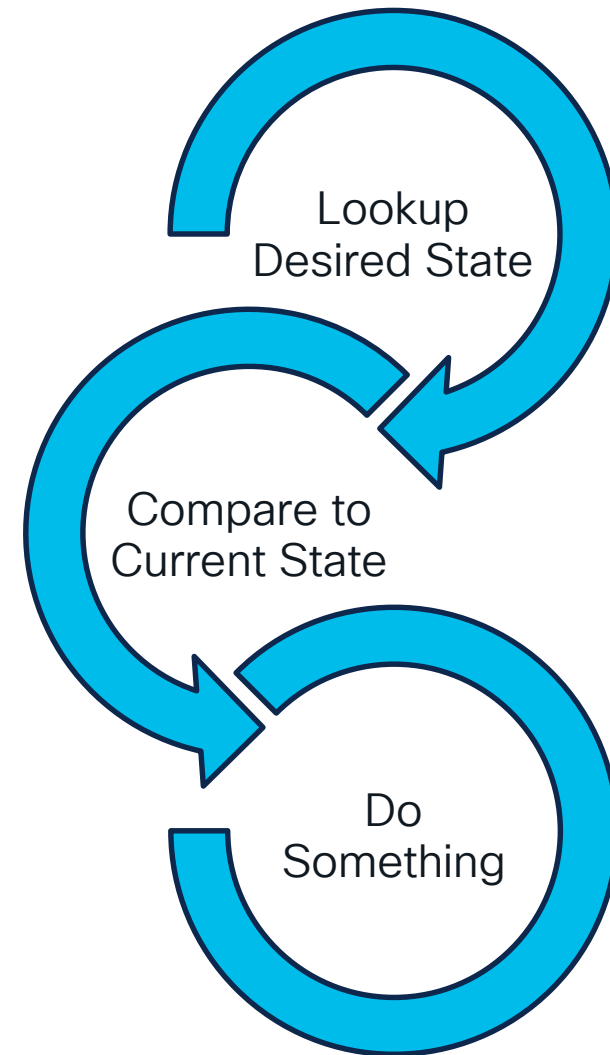 Lookup
Desired State
Compare to
Current State
Do
Something